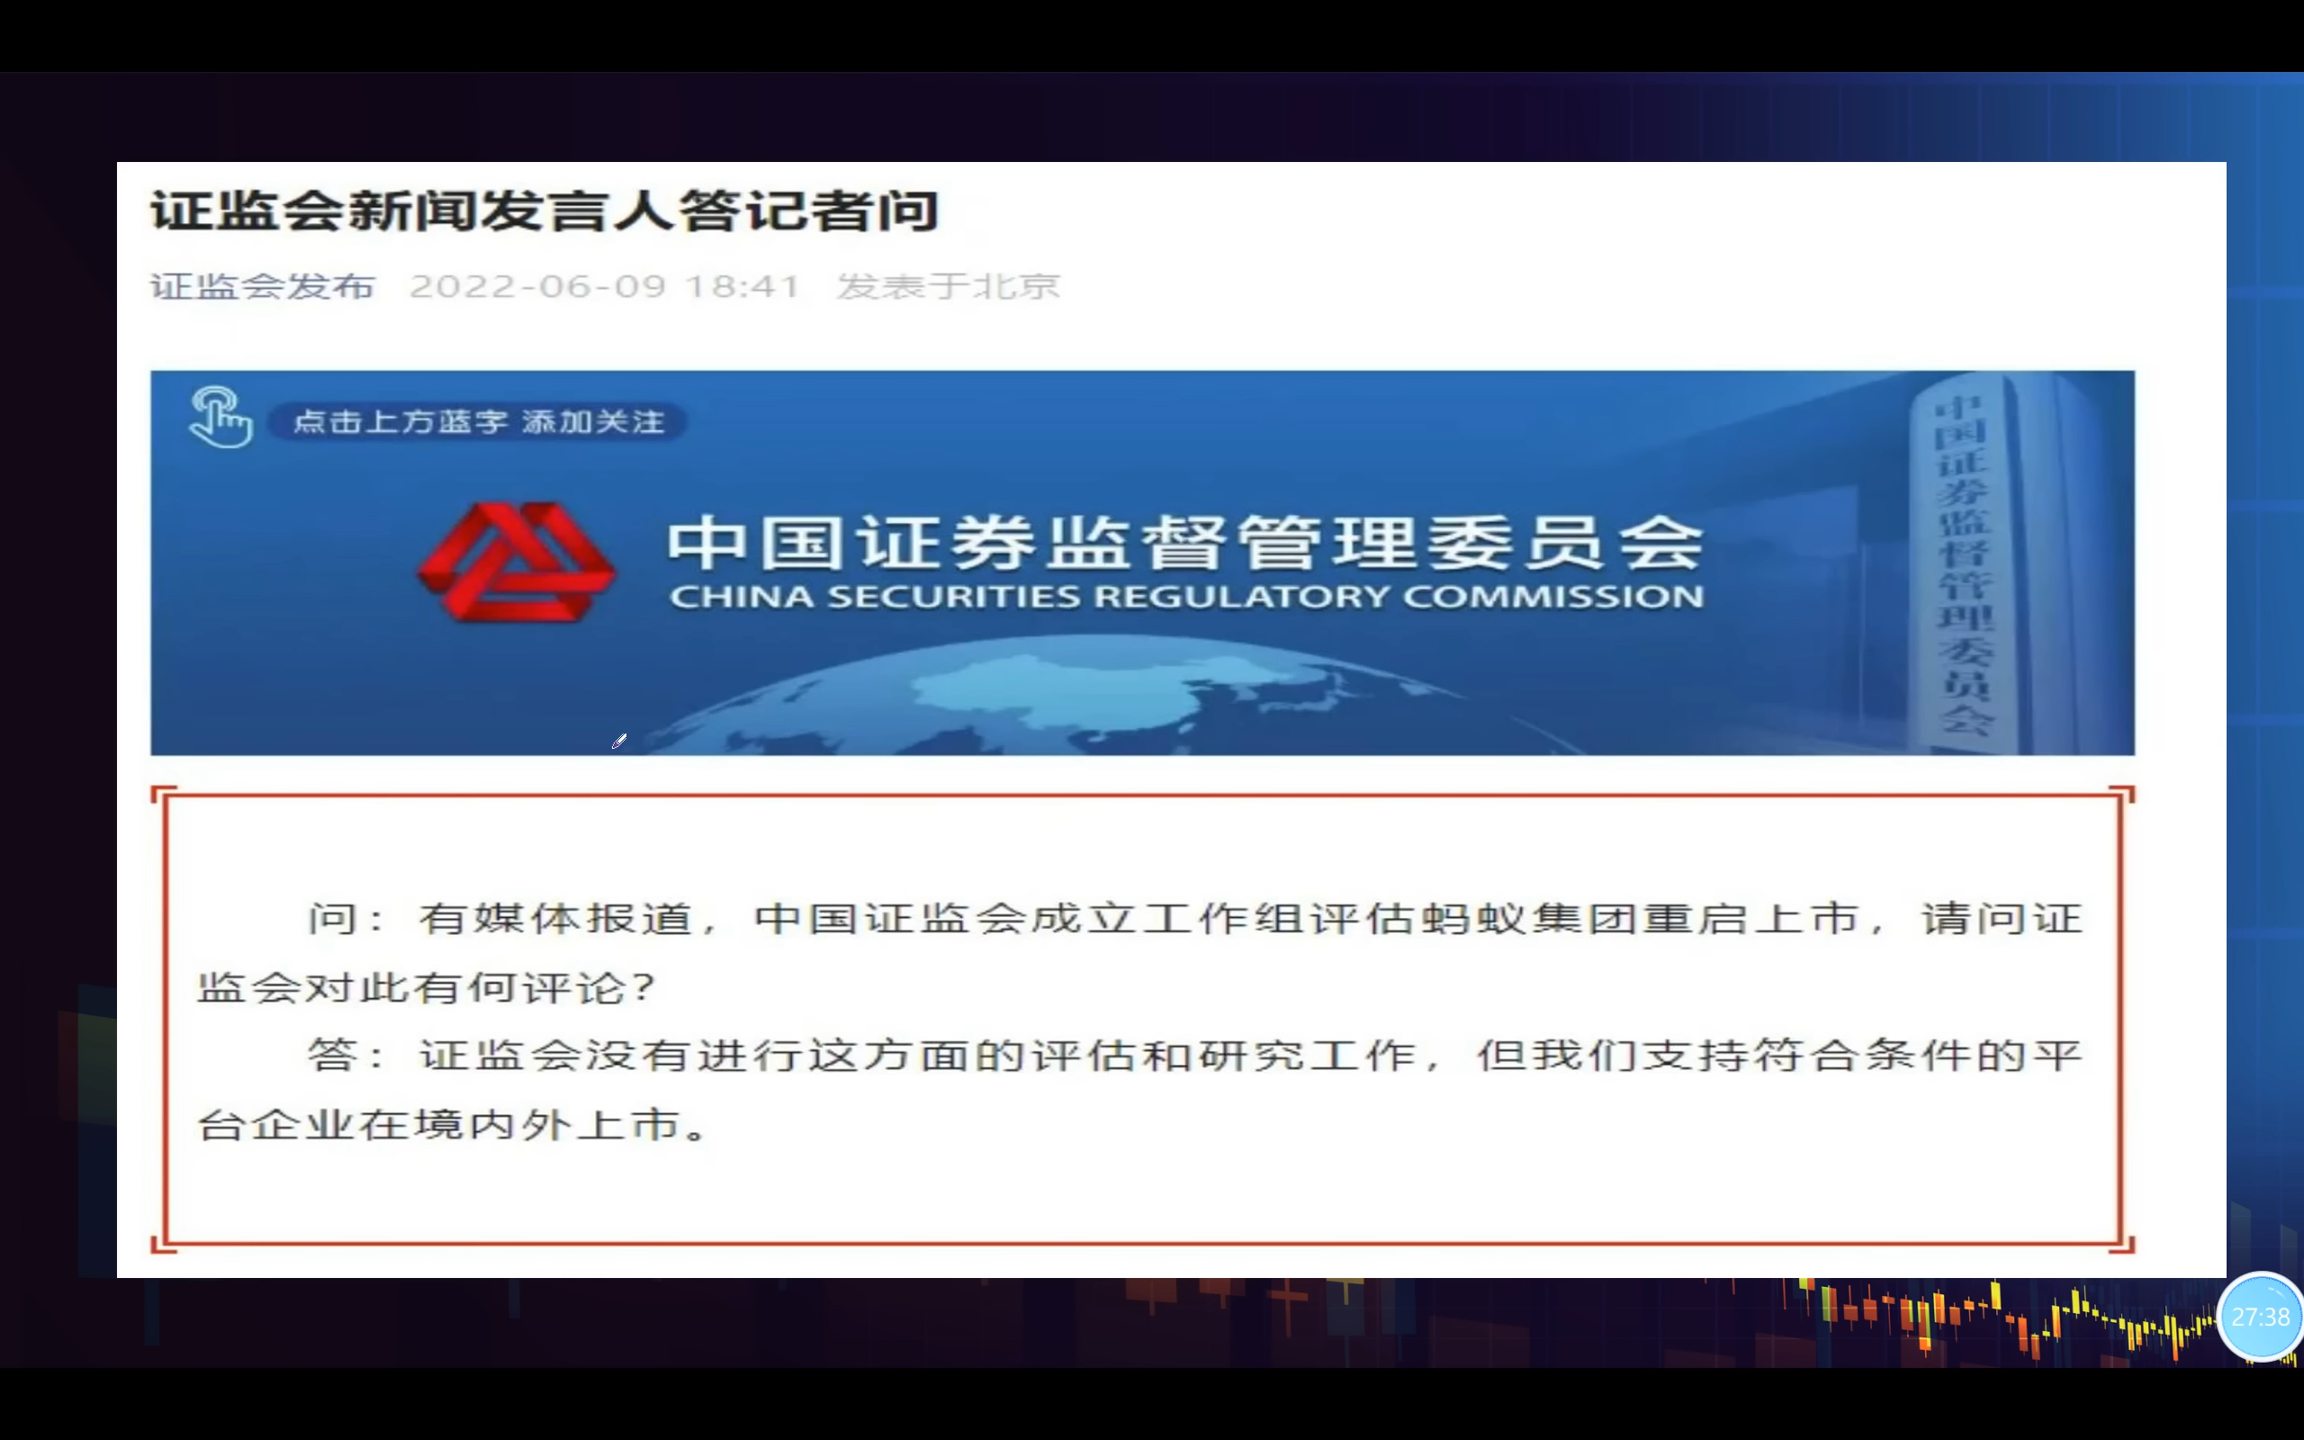 证监会新闻发言人答记者问
证监会发布 2022-06-09 18:41 发表于北京
点击上方蓝字 添加关注
中国证券监督管理委员会
CHINA SECURITIES REGULATORY COMMISSION
中国证券监督管理委员会
问：有媒体报道，中国证监会成立工作组评估蚂蚁集团重启上市，请问证
监会对此有何评论？
答：证监会没有进行这方面的评估和研究工作，但我们支持符合条件的平
台企业在境内外上市。
27:38